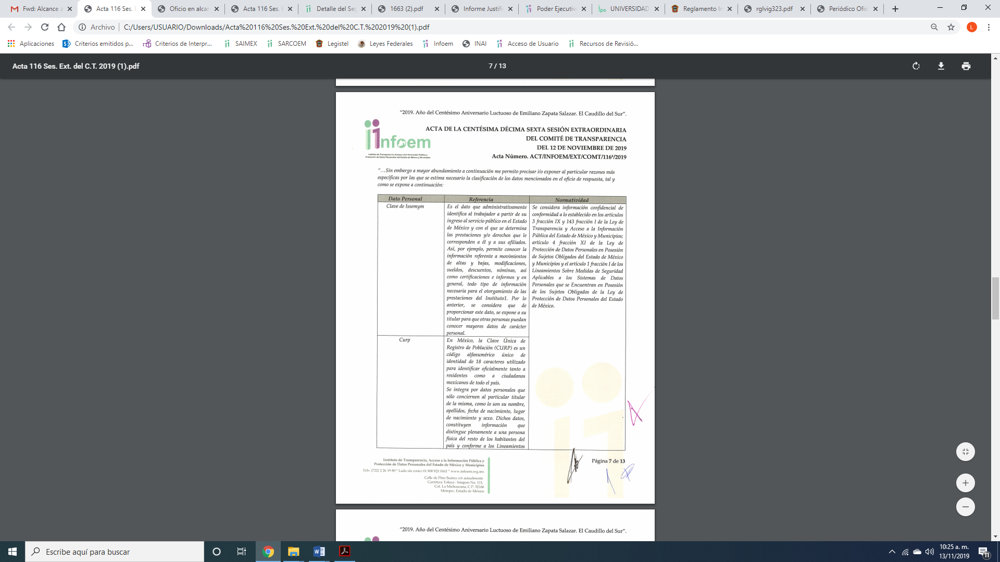 Fwd: Alcance a
Acta 116 Ses. E
Oficio en alcan
Acta 116 Ses. E
Detalle del Seg
1663 (2).pdf
Informe Justifi
Poder Ejecutiv
UNIVERSIDAD
Reglamento In
rglvig323.pdf
Periódico Ofic
Archivo
C:/Users/USUARIO/Downloads/Acta%20116%20Ses.%20Ext.%20del%20C.T.%202019%20(1).pdf
L
Aplicaciones
Criterios emitidos p...
Criterios de Interpr...
SAIMEX
SARCOEM
Legistel
Leyes Federales
Infoem
INAI
Acceso de Usuario
Recursos de Revisió...
Acta 116 Ses. Ext. del C.T. 2019 (1).pdf
7 / 13
“2019. Año del Centésimo Aniversario Luctuoso de Emiliano Zapata Salazar. El Caudillo del Sur”.
infoem
Instituto de Transparencia, Acceso a la Información Pública y
Protección de Datos Personales del Estado de México y Municipios
ACTA DE LA CENTÉSIMA DÉCIMA SEXTA SESIÓN EXTRAORDINARIA
DEL COMITÉ DE TRANSPARENCIA
DEL 12 DE NOVIEMBRE DE 2019
Acta Número. ACT/INFOEM/EXT/COMT/116ª/2019
“…Sin embargo a mayor abundamiento a continuación me permito precisar i/o exponer al particular razones más
específicas por las que se estima necesario la clasificación de los datos mencionados en el oficio de respuesta, tal y
como se expone a continuación:
Dato Personal
Referencia
Normatividad
Clave de Issemym
Es el dato que administrativamente
identifica al trabajador a partir de su
ingreso al servicio público en el Estado
de México y con el que se determina
las prestaciones y/o derechos que le
corresponden a él y a sus afiliados.
Así, por ejemplo, permite conocer la
información referente a movimientos
de altas y bajas, modificaciones,
sueldos, descuentos, nóminas, así
como certificaciones e informes y en
general, todo tipo de información
necesaria para el otorgamiento de las
prestaciones del Instituto1. Por lo
anterior, se considera que de
proporcionar este dato, se expone a su
titular para que otras personas puedan
conocer mayores datos de carácter
personal.
Se considera información confidencial de
conformidad a lo establecido en los artículos
3 fracción IX y 143 fracción I de la Ley de
Transparencia y Acceso a la Información
Pública del Estado de México y Municipios;
artículo 4 fracción XI de la Ley de
Protección de Datos Personales en Posesión
de Sujetos Obligados del Estado de México
y Municipios y el artículo 1 fracción I de los
Lineamientos Sobre Medidas de Seguridad
Aplicables a los Sistemas de Datos
Personales que se Encuentran en Posesión
de los Sujetos Obligados de la Ley de
Protección de Datos Personales del Estado
de México.
Curp
En México, la Clave Única de
Registro de Población (CURP) es un
código alfanumérico único de
identidad de 18 caracteres utilizado
para identificar oficialmente tanto a
residentes como a ciudadanos
mexicanos de todo el país.
Se integra por datos personales que
sólo conciernen al particular titular
de la misma, como lo son su nombre,
apellidos, fecha de nacimiento, lugar
de nacimiento y sexo. Dichos datos,
constituyen información que
distingue plenamente a una persona
física del resto de los habitantes del
país y conforme a los Lineamientos
Instituto de Transparencia, Acceso a la Información Pública y
Protección de Datos Personales del Estado de México y Municipios
Tels. (722) 2 26 19 80 * Lada sin costo: 01 800 821 0441 * www.infoem.org.mx
Calle de Pino Suárez s/n actualmente
Carretera Toluca - Ixtapan No. 111,
Col. La Michoacana, C.P. 52166
Metepec, Estado de México
Página 7 de 13
“2019. Año del Centésimo Aniversario Luctuoso de Emiliano Zapata Salazar. El Caudillo del Sur”.
Escribe aquí para buscar
10:25 a. m.
13/11/2019
11